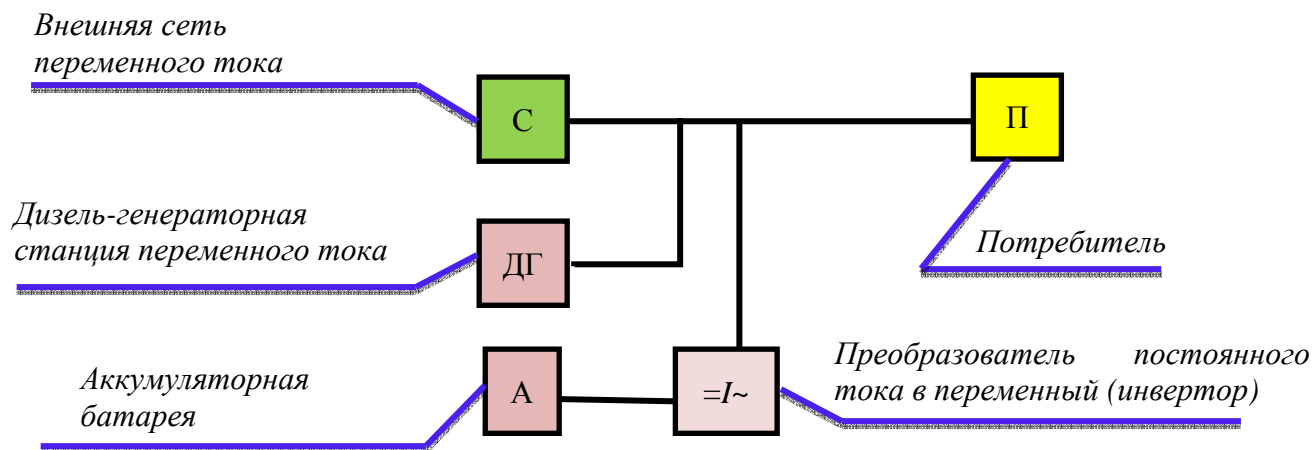 Внешняя сеть
переменного тока
С
П
Дизель-генераторная
станция переменного тока
ДГ
Потребитель
Аккумуляторная
батарея
А
=I~
Преобразователь постоянного
тока в переменный (инвертор)